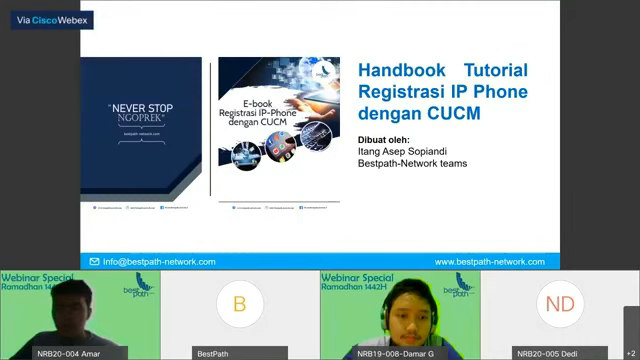 Via Cisco Webex
" NEVER STOP
NGOPREK"
bestpath-network.com
E-book
Registrasi IP-Phone
dengan CUCM
Handbook Tutorial
Registrasi IP Phone
dengan CUCM
Dibuat oleh:
Itang Asep Sopiandi
Bestpath-Network teams
Info@bestpath-network.com
www.bestpath-network.com
Webinar Special
Ramadhan 1442H
best
path
NRB20-004 Amar
B
BestPath
Webinar Special
Ramadhan 1442H
best
path
NRB19-008-Damar G
ND
NRB20-005 Dedi
+2